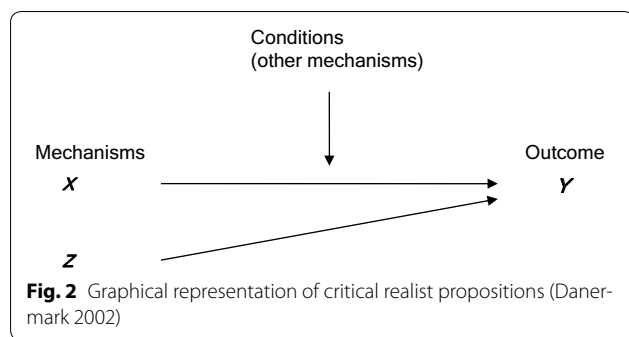 Conditions
(other mechanisms)
Mechanisms
X
Outcome
Y
Z
Fig. 2 Graphical representation of critical realist propositions (Daner-
mark 2002)